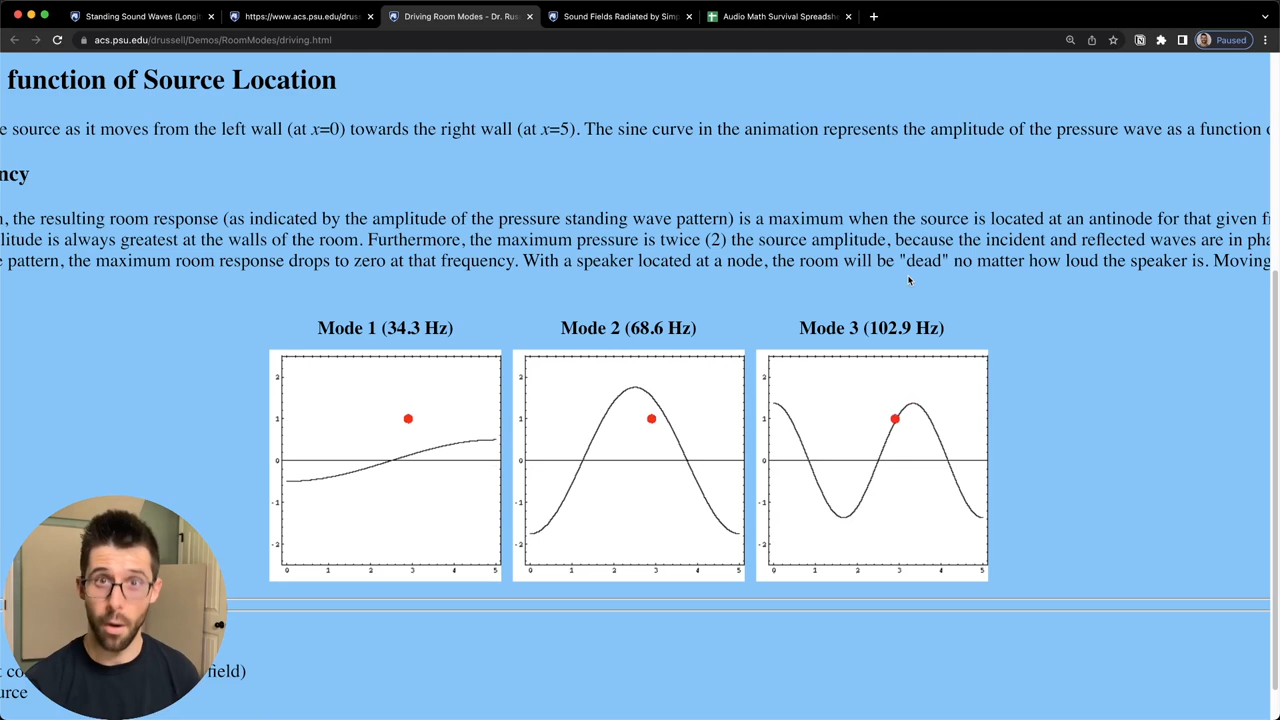 Standing Sound Waves (Longi
https://www.acs.psu.edu/druss
Driving Room Modes - Dr. Rus
Sound Fields Radiated by Simp
Audio Math Survival Spreadshe
acs.psu.edu/drussell/Demos/RoomModes/driving.html
Paused
function of Source Location
e source as it moves from the left wall (at x=0) towards the right wall (at x=5). The sine curve in the animation represents the amplitude of the pressure wave as a function o
ncy
n, the resulting room response (as indicated by the amplitude of the pressure standing wave pattern) is a maximum when the source is located at an antinode for that given fr
litude is always greatest at the walls of the room. Furthermore, the maximum pressure is twice (2) the source amplitude, because the incident and reflected waves are in pha
e pattern, the maximum room response drops to zero at that frequency. With a speaker located at a node, the room will be "dead" no matter how loud the speaker is. Moving
Mode 1 (34.3 Hz)
Mode 2 (68.6 Hz)
Mode 3 (102.9 Hz)
2 2 2
1 1 1
0 0 0
-1 -1 -1
-2 -2 -2
0 1 2 3 4 5 0 1 2 3 4 5 0 1 2 3 4 5
t co field)
urce